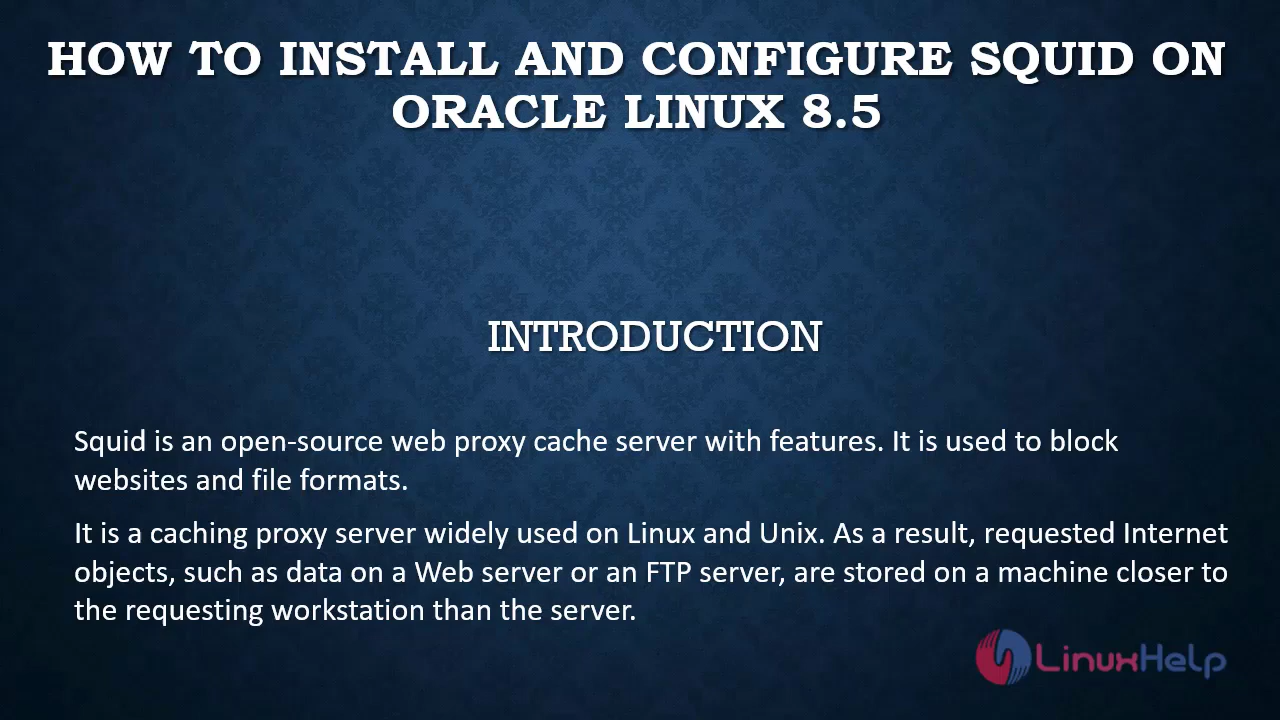 HOW TO INSTALL AND CONFIGURE SQUID ON
ORACLE LINUX 8.5
INTRODUCTION
Squid is an open-source web proxy cache server with features. It is used to block
websites and file formats.
It is a caching proxy server widely used on Linux and Unix. As a result, requested Internet
objects, such as data on a Web server or an FTP server, are stored on a machine closer to
the requesting workstation than the server.
LinuxHelp